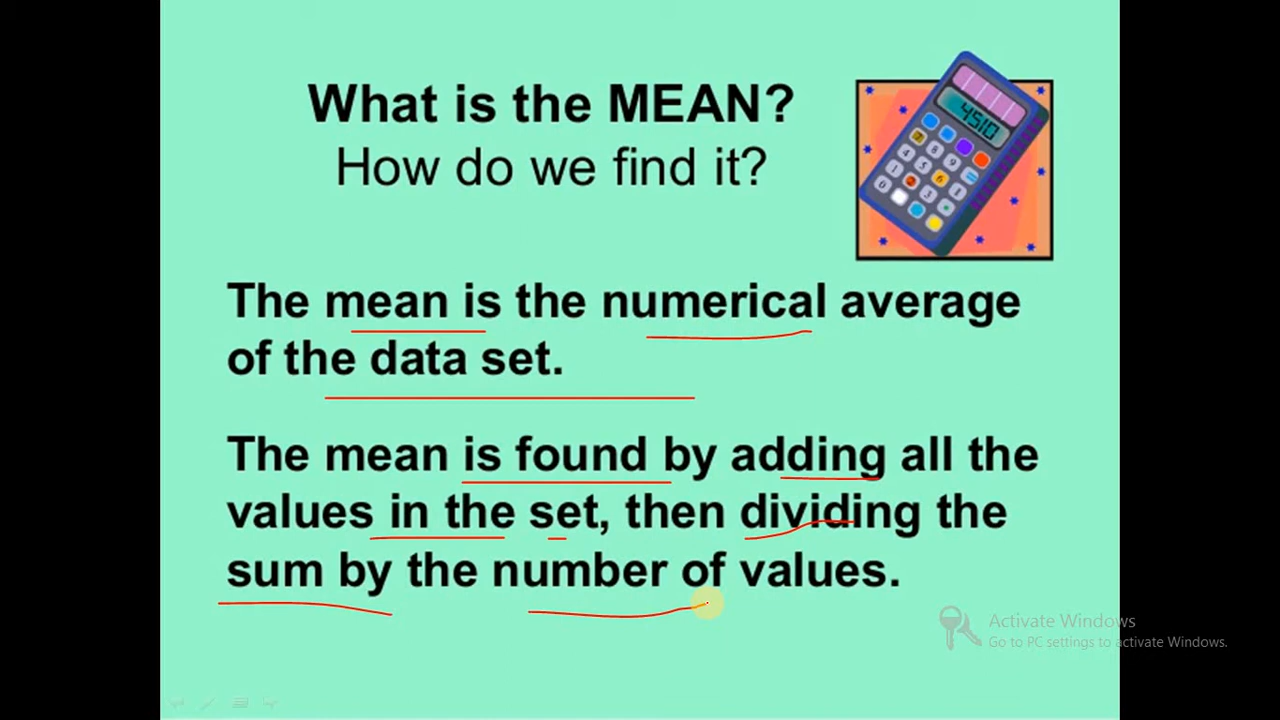 What is the MEAN?
How do we find it?
4510
The mean is the numerical average
of the data set.
The mean is found by adding all the
values in the set, then dividing the
sum by the number of values.
Activate Windows
Go to PC settings to activate Windows.